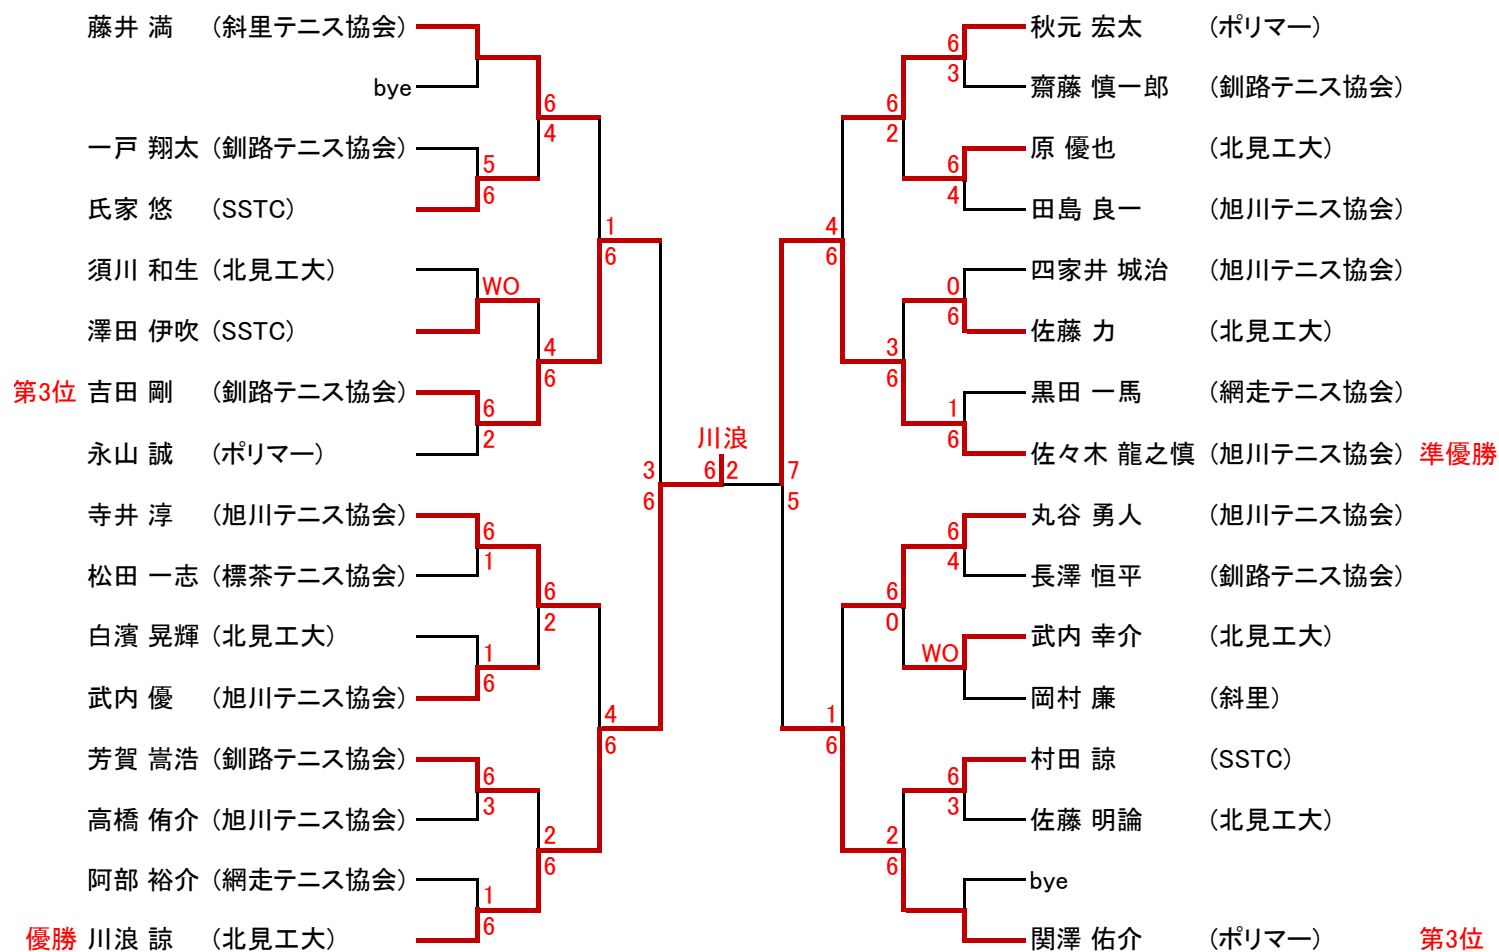 藤井 満 (斜里テニス協会)
bye
6
4
一戸 翔太 (釧路テニス協会)
5
氏家 悠 (SSTC)
6
1
6
須川 和生 (北見工大)
WO
澤田 伊吹 (SSTC)
4
6
第3位 吉田 剛 (釧路テニス協会)
6
2
永山 誠 (ポリマー)
3
6
寺井 淳 (旭川テニス協会)
6
1
松田 一志 (標茶テニス協会)
6
2
白濱 晃輝 (北見工大)
1
6
武内 優 (旭川テニス協会)
4
6
芳賀 嵩浩 (釧路テニス協会)
6
3
高橋 侑介 (旭川テニス協会)
2
6
阿部 裕介 (網走テニス協会)
1
6
優勝 川浪 諒 (北見工大)
川浪
6 2
秋元 宏太 (ポリマー)
6
3
齋藤 慎一郎 (釧路テニス協会)
6
2
原 優也 (北見工大)
6
4
田島 良一 (旭川テニス協会)
4
6
四家井 城治 (旭川テニス協会)
0
6
佐藤 力 (北見工大)
3
6
黒田 一馬 (網走テニス協会)
1
6
佐々木 龍之慎 (旭川テニス協会) 準優勝
7
5
丸谷 勇人 (旭川テニス協会)
6
4
長澤 恒平 (釧路テニス協会)
6
0
武内 幸介 (北見工大)
WO
岡村 廉 (斜里)
1
6
村田 諒 (SSTC)
6
3
佐藤 明論 (北見工大)
2
6
bye
関澤 佑介 (ポリマー) 第3位